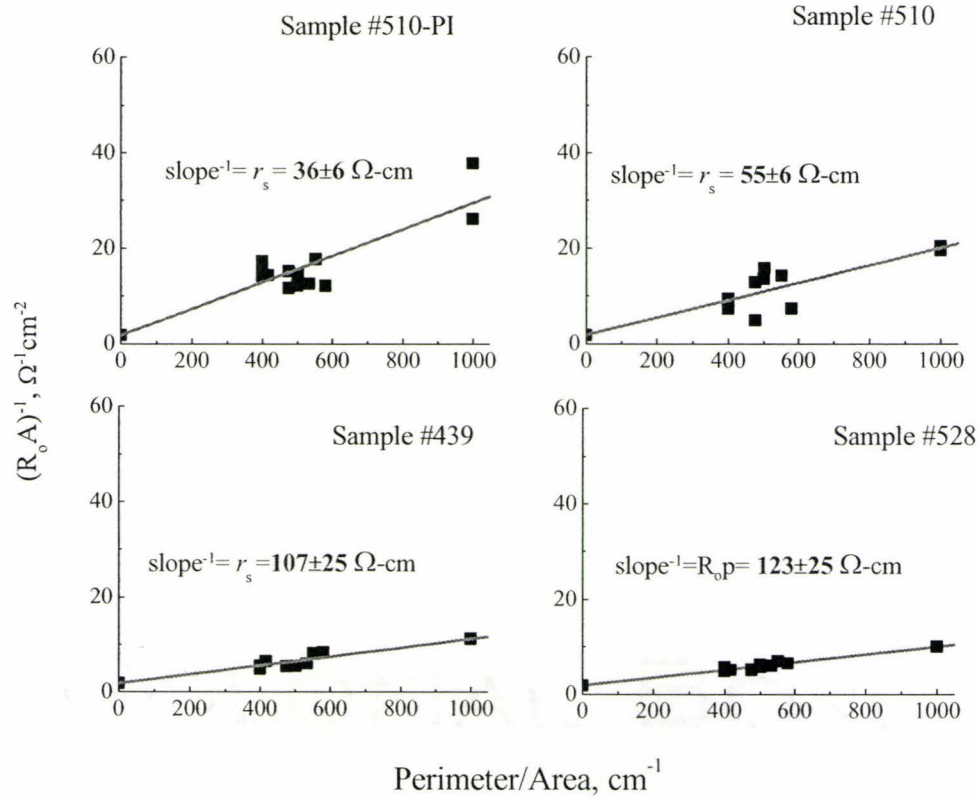 Sample #510-PI
60
40
20
0
0 200 400 600 800 1000
slope⁻¹= rₛ = 36±6 Ω-cm
Sample #510
60
40
20
0
0 200 400 600 800 1000
slope⁻¹= rₛ = 55±6 Ω-cm
(RₒA)⁻¹, Ω⁻¹cm⁻²
Sample #439
60
40
20
0
0 200 400 600 800 1000
slope⁻¹= rₛ =107±25 Ω-cm
Sample #528
60
40
20
0
0 200 400 600 800 1000
slope⁻¹=Rₒp= 123±25 Ω-cm
Perimeter/Area, cm⁻¹